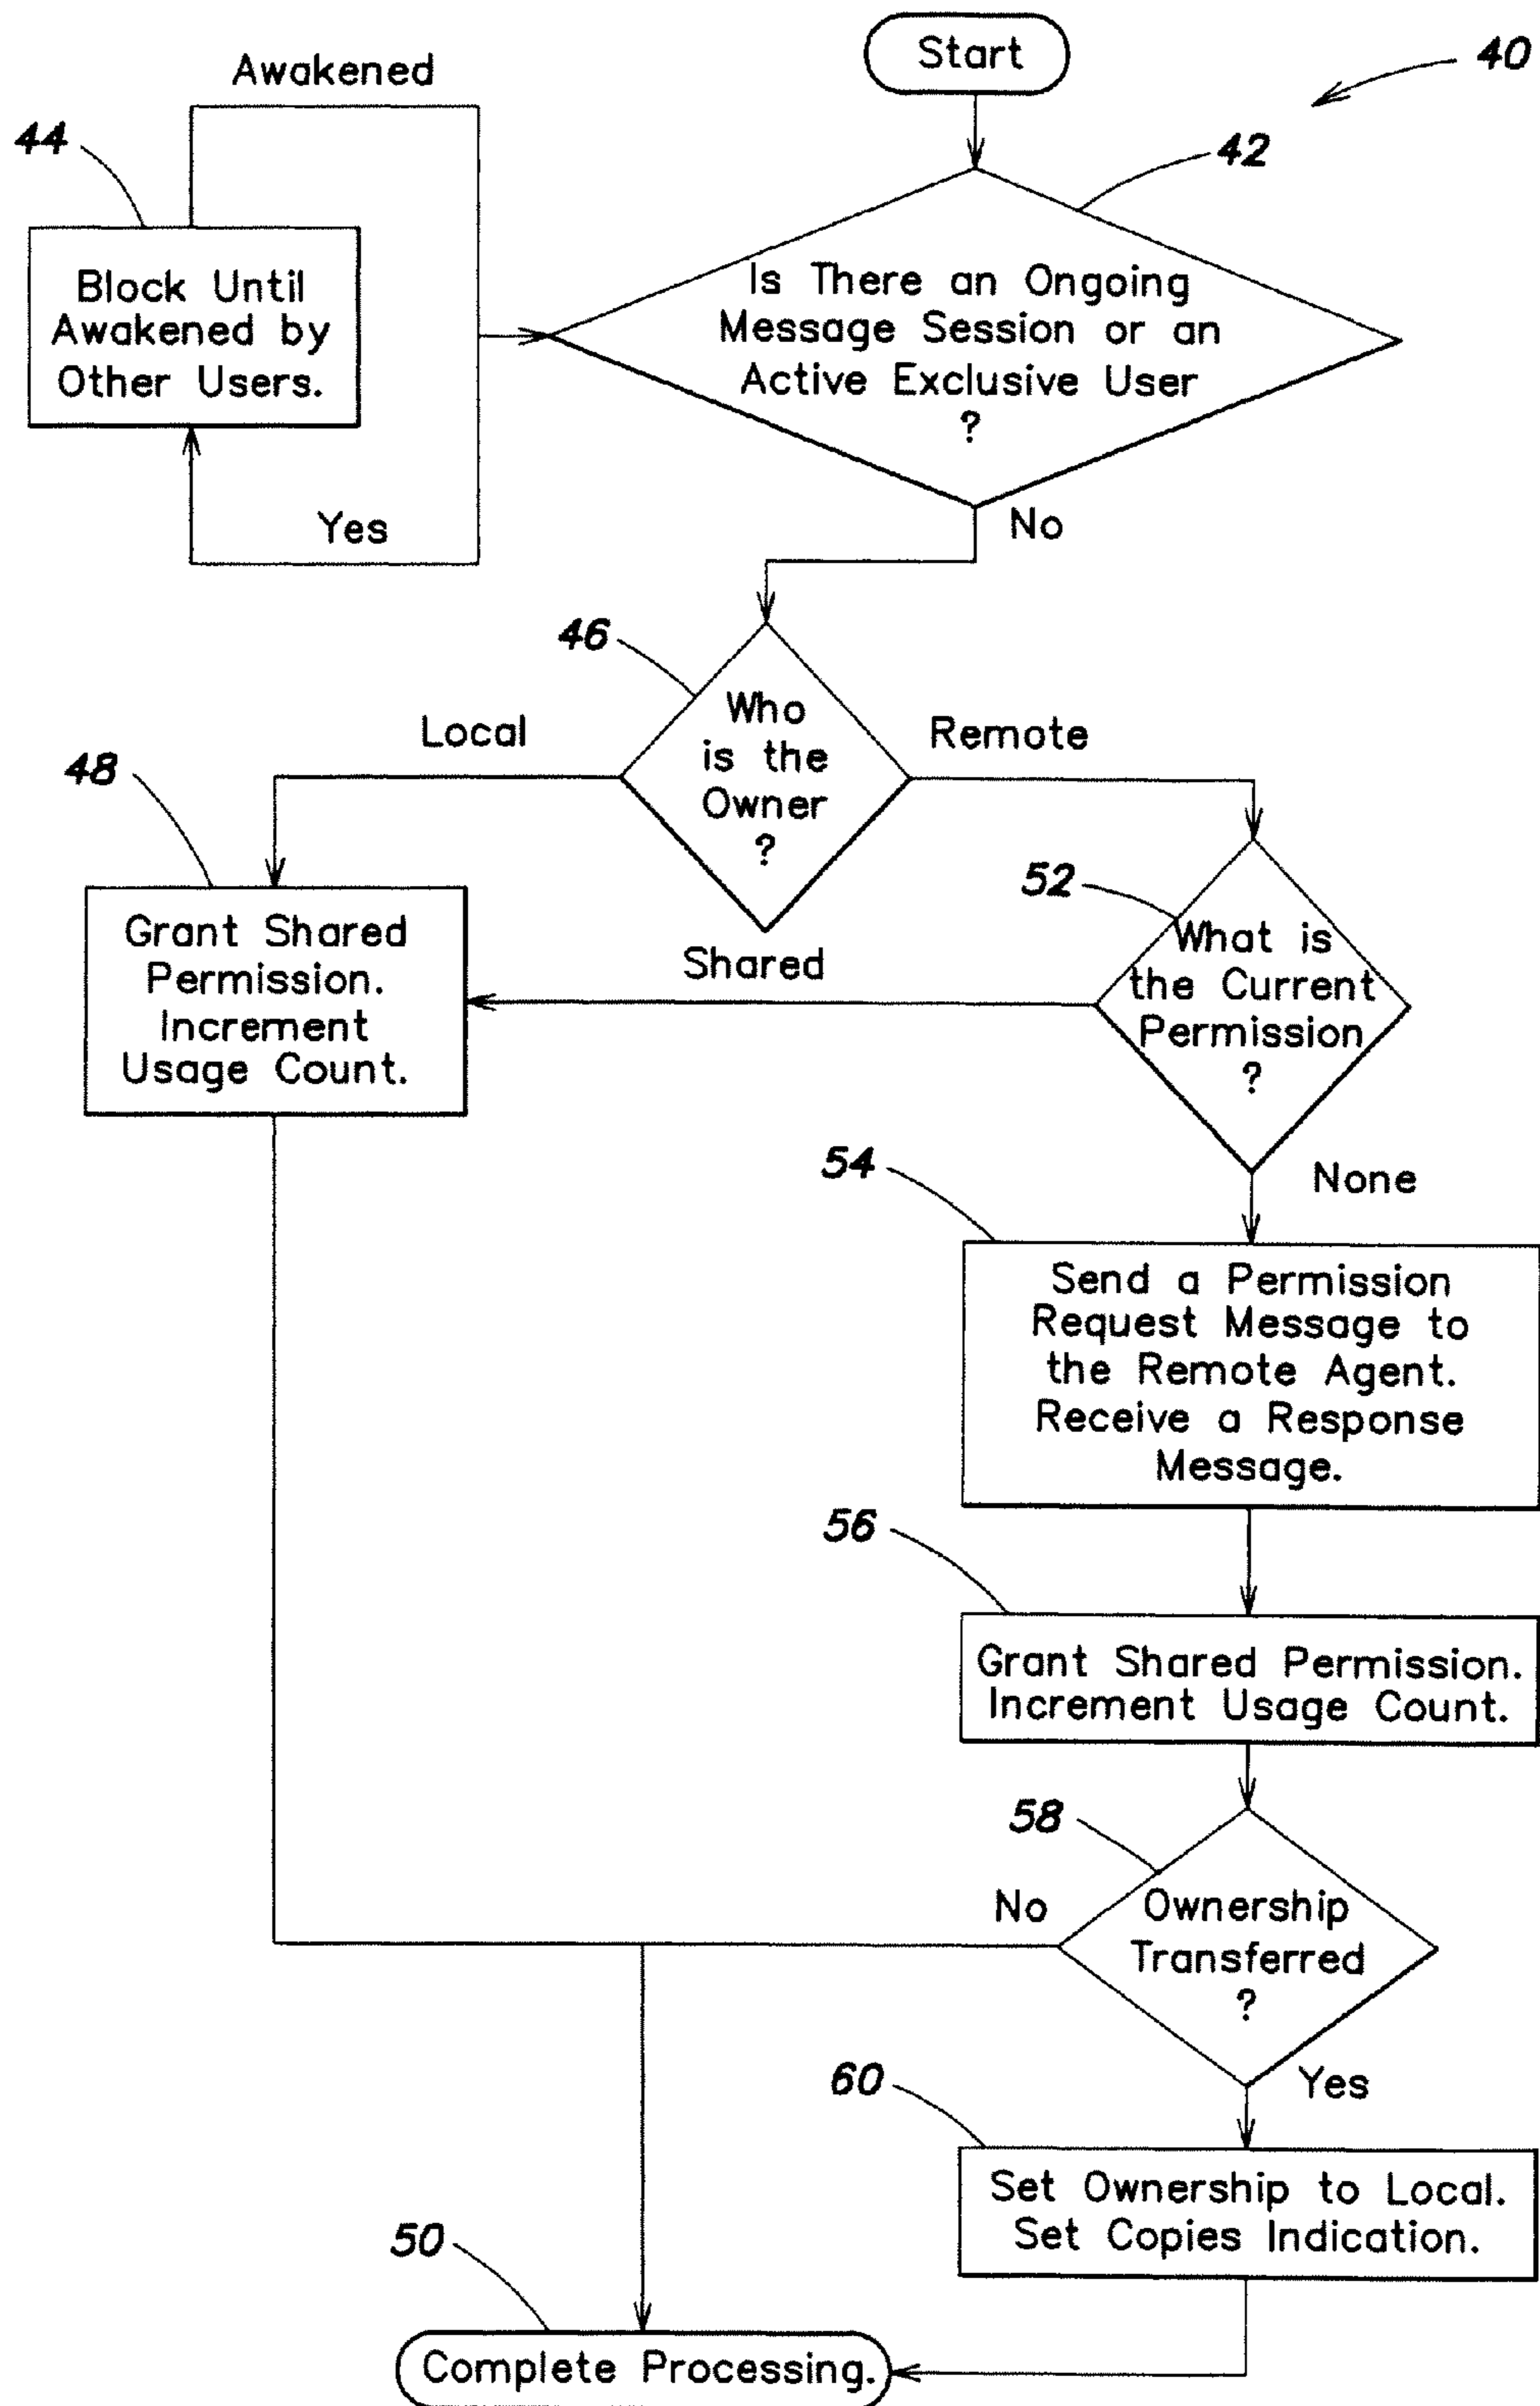 Start
40
Awakened
44
42
Block Until
Awakened by
Other Users.
Is There an Ongoing
Message Session or an
Active Exclusive User
?
Yes
No
46
Who
is the
Owner
?
Local
Remote
48
52
What is
the Current
Permission
?
Shared
Grant Shared
Permission.
Increment
Usage Count.
None
54
Send a Permission
Request Message to
the Remote Agent.
Receive a Response
Message.
56
Grant Shared Permission.
Increment Usage Count.
58
No
Ownership
Transferred
?
Yes
60
Set Ownership to Local.
Set Copies Indication.
50
Complete Processing.